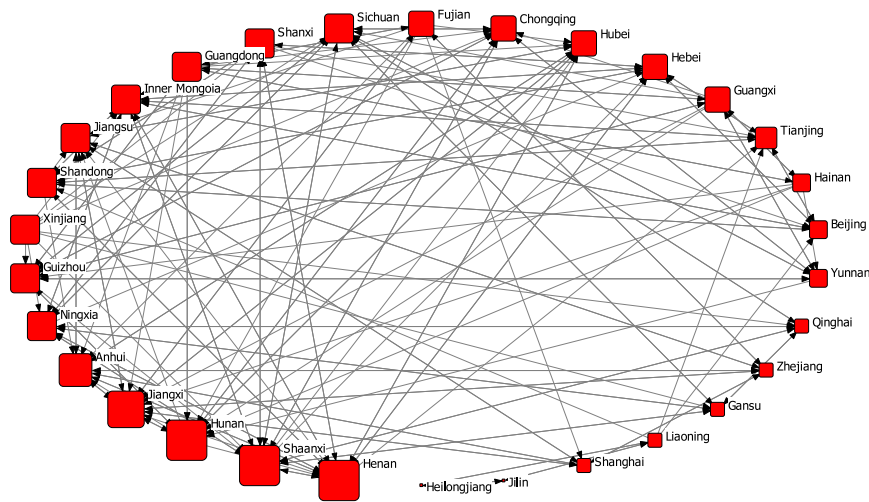 Fujian
Sichuan
Chongqing
Shanxi
Hubei
Guangdong
Hebei
Inner Mongoia
Guangxi
Jiangsu
Tianjing
Shandong
Hainan
Xinjiang
Beijing
Guizhou
Yunnan
Ningxia
Qinghai
Anhui
Zhejiang
Jiangxi
Gansu
Hunan
Liaoning
Shaanxi
Henan
Shanghai
Heilongjiang
Jilin